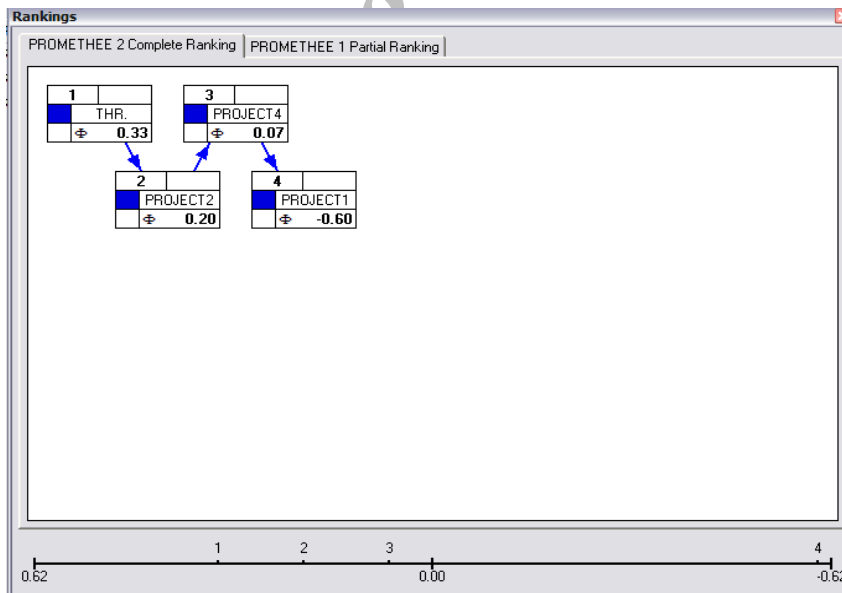 Rankings
PROMETHEE 2 Complete Ranking PROMETHEE 1 Partial Ranking
1 3
THR. PROJECT4
Φ 0.33 Φ 0.07
2 4
PROJECT2 PROJECT1
Φ 0.20 Φ -0.60
1 2 3 4
0.62 0.00 -0.62